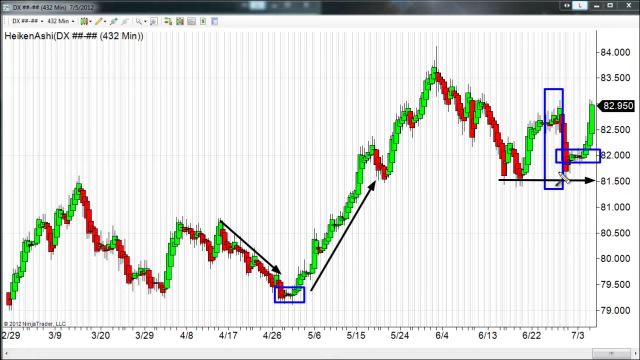 DX ##-## (432 Min) 7/5/2012
DX ##-## 432 Min
HeikenAshi(DX ##-## (432 Min))
84.000
83.500
82.950
82.500
82.000
81.500
81.000
80.500
80.000
79.500
79.000
© 2012 NinjaTrader, LLC
2/29 3/9 3/20 3/29 4/8 4/17 4/26 5/6 5/15 5/24 6/4 6/13 6/22 7/3